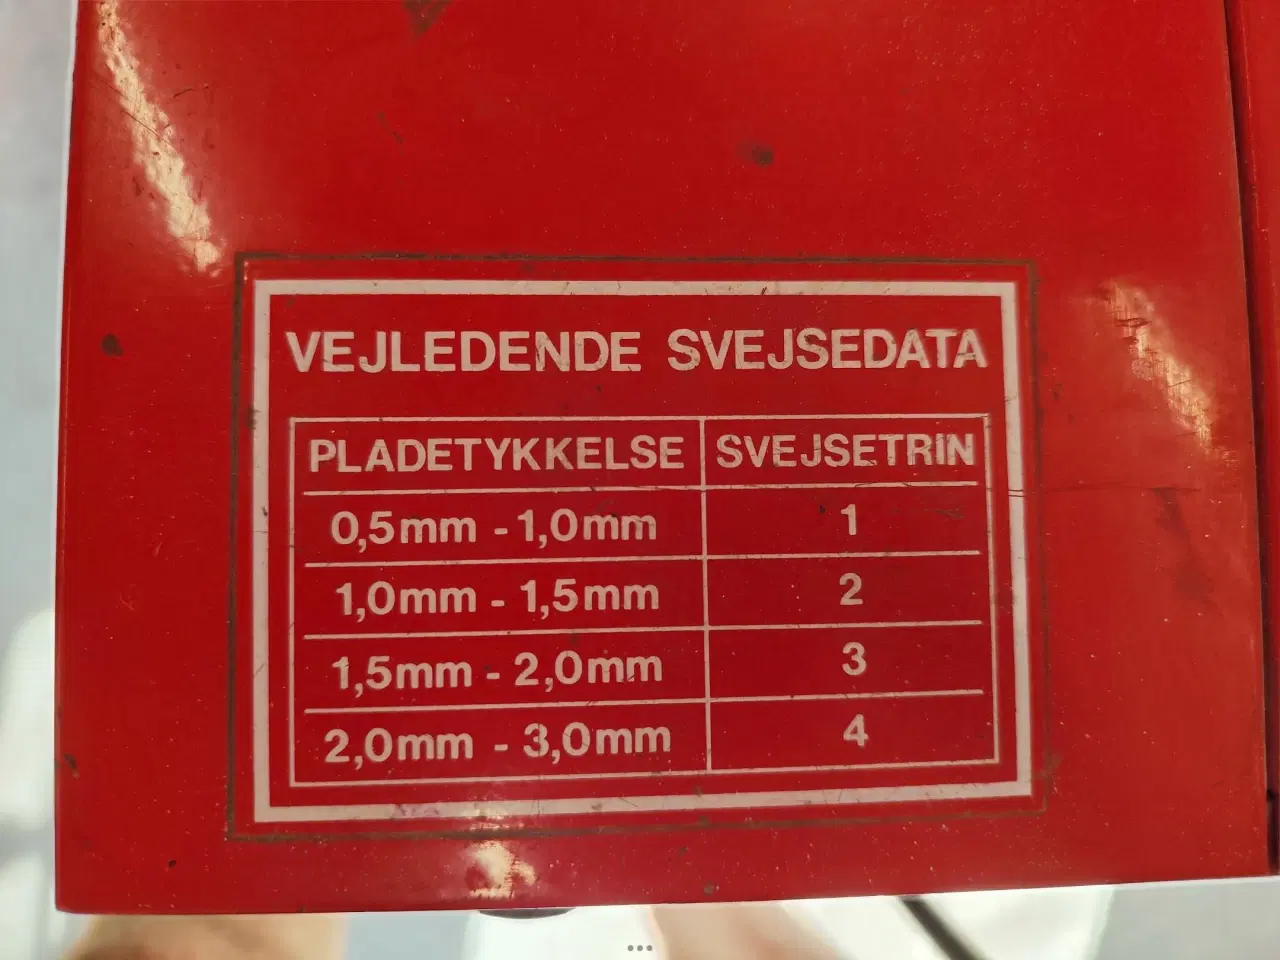 VEJLEDENDE SVEJSEDATA
PLADETYKKELSE SVEJSETRIN
0,5mm - 1,0mm 1
1,0mm - 1,5mm 2
1,5mm - 2,0mm 3
2,0mm - 3,0mm 4